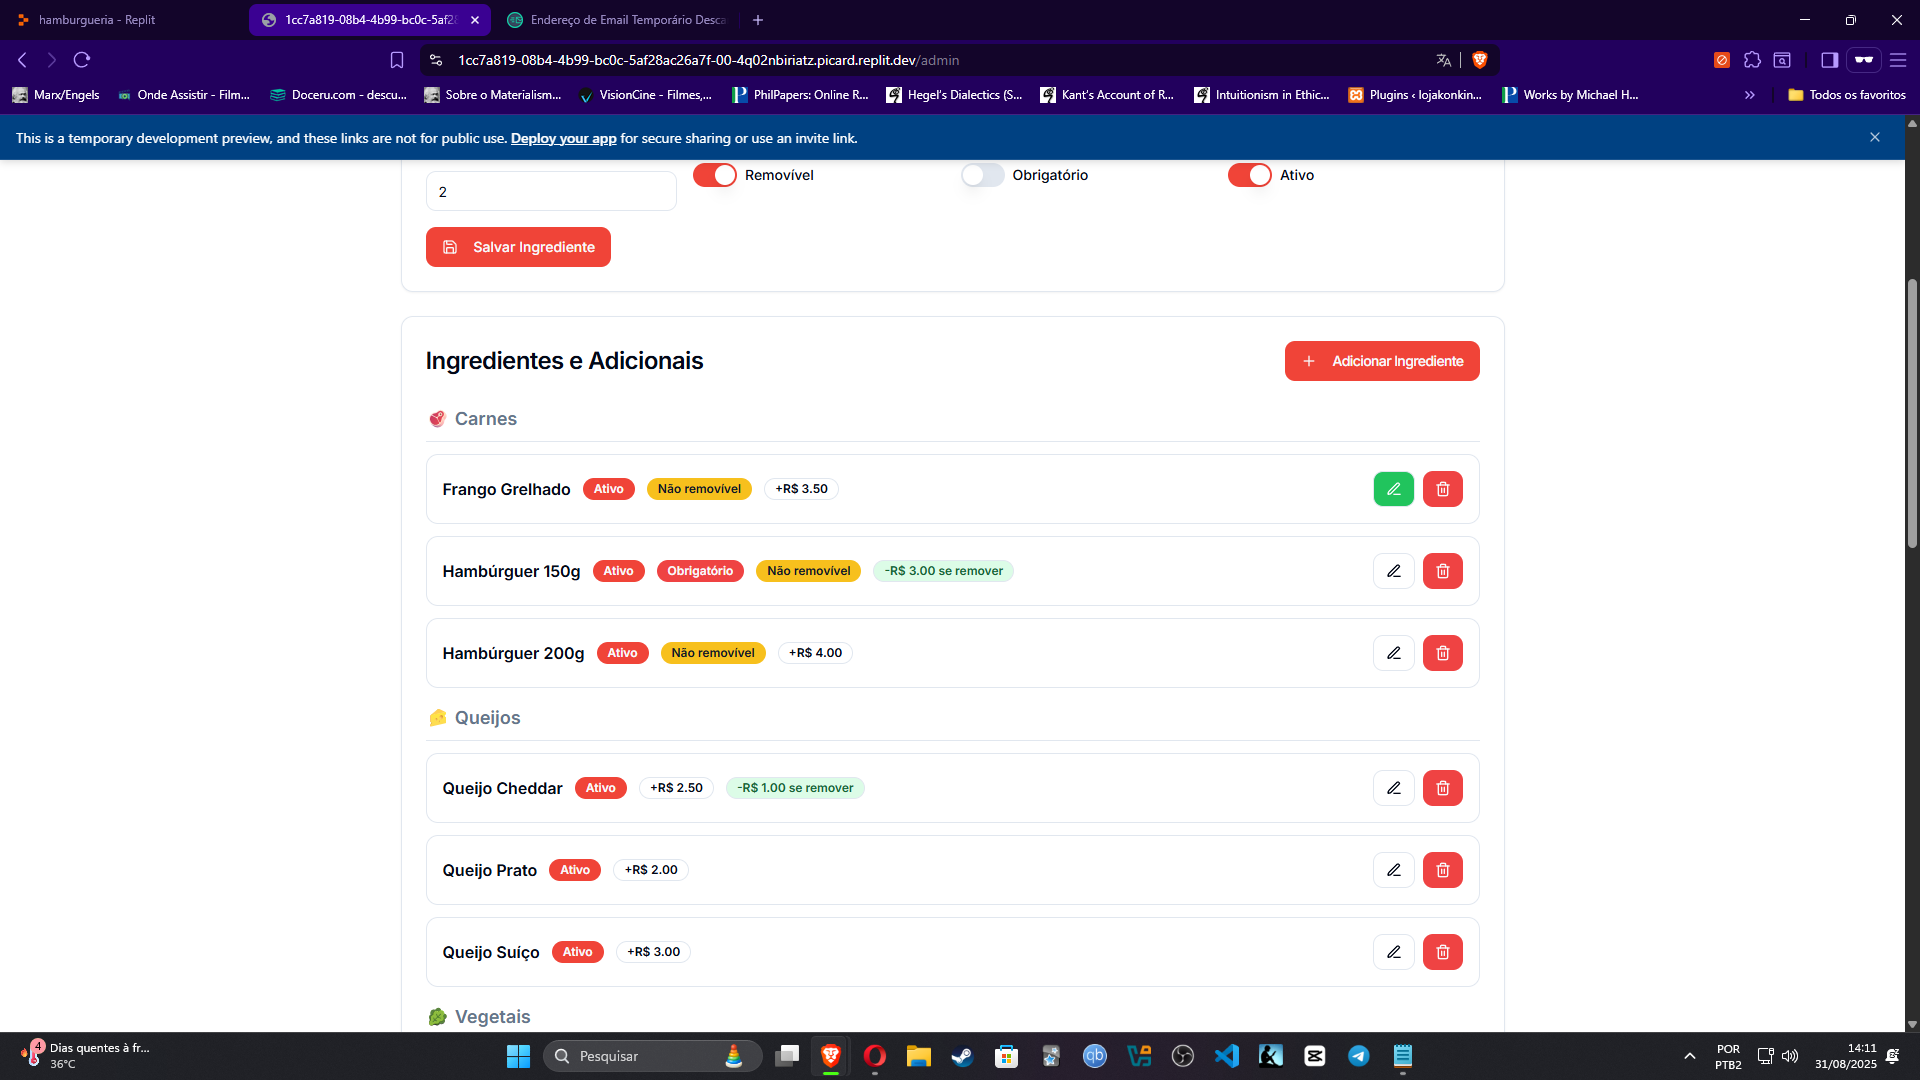 hamburgueria - Replit
1cc7a819-08b4-4b99-bc0c-5af28
Endereço de Email Temporário Desca
1cc7a819-08b4-4b99-bc0c-5af28ac26a7f-00-4q02nbiriatz.picard.replit.dev/admin
Marx/Engels
Onde Assistir - Film...
Doceru.com - descu...
Sobre o Materialism...
VisionCine - Filmes,...
PhilPapers: Online R...
Hegel's Dialectics (S...
Kant's Account of R...
Intuitionism in Ethic...
Plugins ‹ lojakonkin...
Works by Michael H...
»
Todos os favoritos
This is a temporary development preview, and these links are not for public use. Deploy your app for secure sharing or use an invite link.
2
Removível
Obrigatório
Ativo
Salvar Ingrediente
Ingredientes e Adicionais
+ Adicionar Ingrediente
Carnes
Frango Grelhado Ativo Não removível +R$ 3.50
Hambúrguer 150g Ativo Obrigatório Não removível -R$ 3.00 se remover
Hambúrguer 200g Ativo Não removível +R$ 4.00
Queijos
Queijo Cheddar Ativo +R$ 2.50 -R$ 1.00 se remover
Queijo Prato Ativo +R$ 2.00
Queijo Suíço Ativo +R$ 3.00
Vegetais
4
Dias quentes à fr...
36°C
Pesquisar
qb
POR
PTB2
14:11
31/08/2025